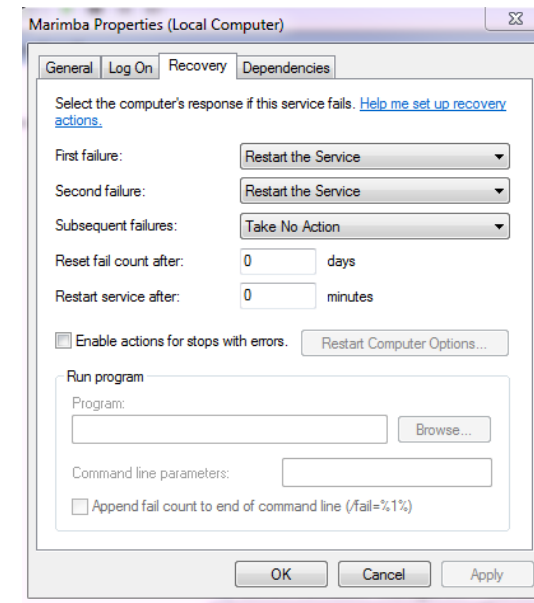 Marimba Properties (Local Computer)
General Log On Recovery Dependencies
Select the computer's response if this service fails. Help me set up recovery
actions.
First failure: Restart the Service
Second failure: Restart the Service
Subsequent failures: Take No Action
Reset fail count after: 0 days
Restart service after: 0 minutes
Enable actions for stops with errors. Restart Computer Options...
Run program
Program:
Browse...
Command line parameters:
Append fail count to end of command line (/fail=%1%)
OK Cancel Apply